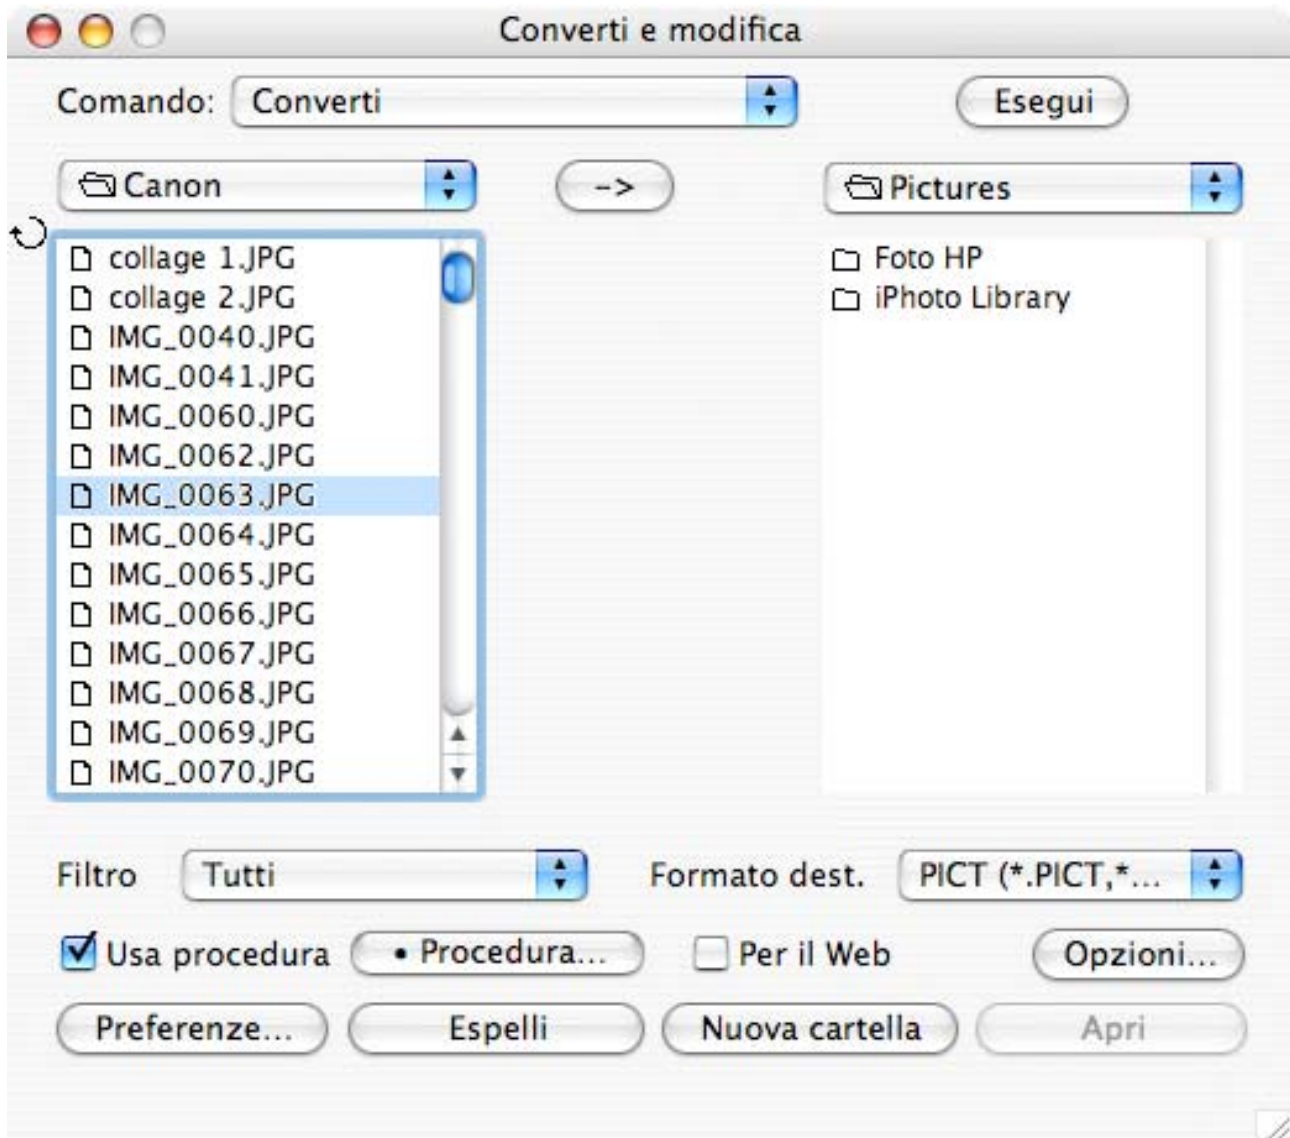 Converti e modifica
Comando: Converti Esegui
Canon -> Pictures
collage 1.JPG
collage 2.JPG
IMG_0040.JPG
IMG_0041.JPG
IMG_0060.JPG
IMG_0062.JPG
IMG_0063.JPG
IMG_0064.JPG
IMG_0065.JPG
IMG_0066.JPG
IMG_0067.JPG
IMG_0068.JPG
IMG_0069.JPG
IMG_0070.JPG
Foto HP
iPhoto Library
Filtro Tutti Formato dest. PICT (*.PICT,*...
Usa procedura • Procedura... Per il Web Opzioni...
Preferenze... Espelli Nuova cartella Apri